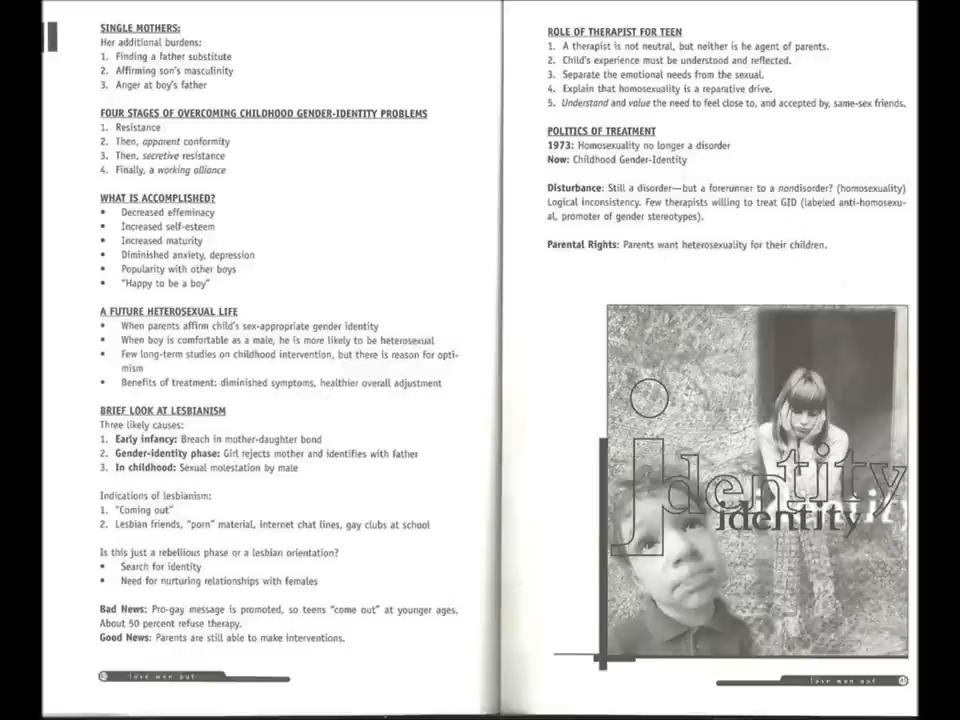 SINGLE MOTHERS:
Her additional burdens:
1. Finding a father substitute
2. Affirming son's masculinity
3. Anger at boy's father
FOUR STAGES OF OVERCOMING CHILDHOOD GENDER-IDENTITY PROBLEMS
1. Resistance
2. Then, apparent conformity
3. Then, secretive resistance
4. Finally, a working alliance
WHAT IS ACCOMPLISHED?
• Decreased effeminacy
• Increased self-esteem
• Increased maturity
• Diminished anxiety, depression
• Popularity with other boys
• "Happy to be a boy"
A FUTURE HETEROSEXUAL LIFE
• When parents affirm child's sex-appropriate gender identity
• When boy is comfortable as a male, he is more likely to be heterosexual
• Few long-term studies on childhood intervention, but there is reason for opti-
mism
• Benefits of treatment: diminished symptoms, healthier overall adjustment
BRIEF LOOK AT LESBIANISM
Three likely causes:
1. Early infancy: Breach in mother-daughter bond
2. Gender-identity phase: Girl rejects mother and identifies with father
3. In childhood: Sexual molestation by male
Indications of lesbianism:
1. "Coming out"
2. Lesbian friends, "porn" material, internet chat lines, gay clubs at school
Is this just a rebellious phase or a lesbian orientation?
• Search for identity
• Need for nurturing relationships with females
Bad News: Pro-gay message is promoted, so teens "come out" at younger ages.
About 50 percent refuse therapy.
Good News: Parents are still able to make interventions.
love won out
ROLE OF THERAPIST FOR TEEN
1. A therapist is not neutral, but neither is he agent of parents.
2. Child's experience must be understood and reflected.
3. Separate the emotional needs from the sexual.
4. Explain that homosexuality is a reparative drive.
5. Understand and value the need to feel close to, and accepted by, same-sex friends.
POLITICS OF TREATMENT
1973: Homosexuality no longer a disorder
Now: Childhood Gender-Identity
Disturbance: Still a disorder—but a forerunner to a nondisorder? (homosexuality)
Logical inconsistency. Few therapists willing to treat GID (labeled anti-homosexu-
al, promoter of gender stereotypes).
Parental Rights: Parents want heterosexuality for their children.
identity
identity
love won out